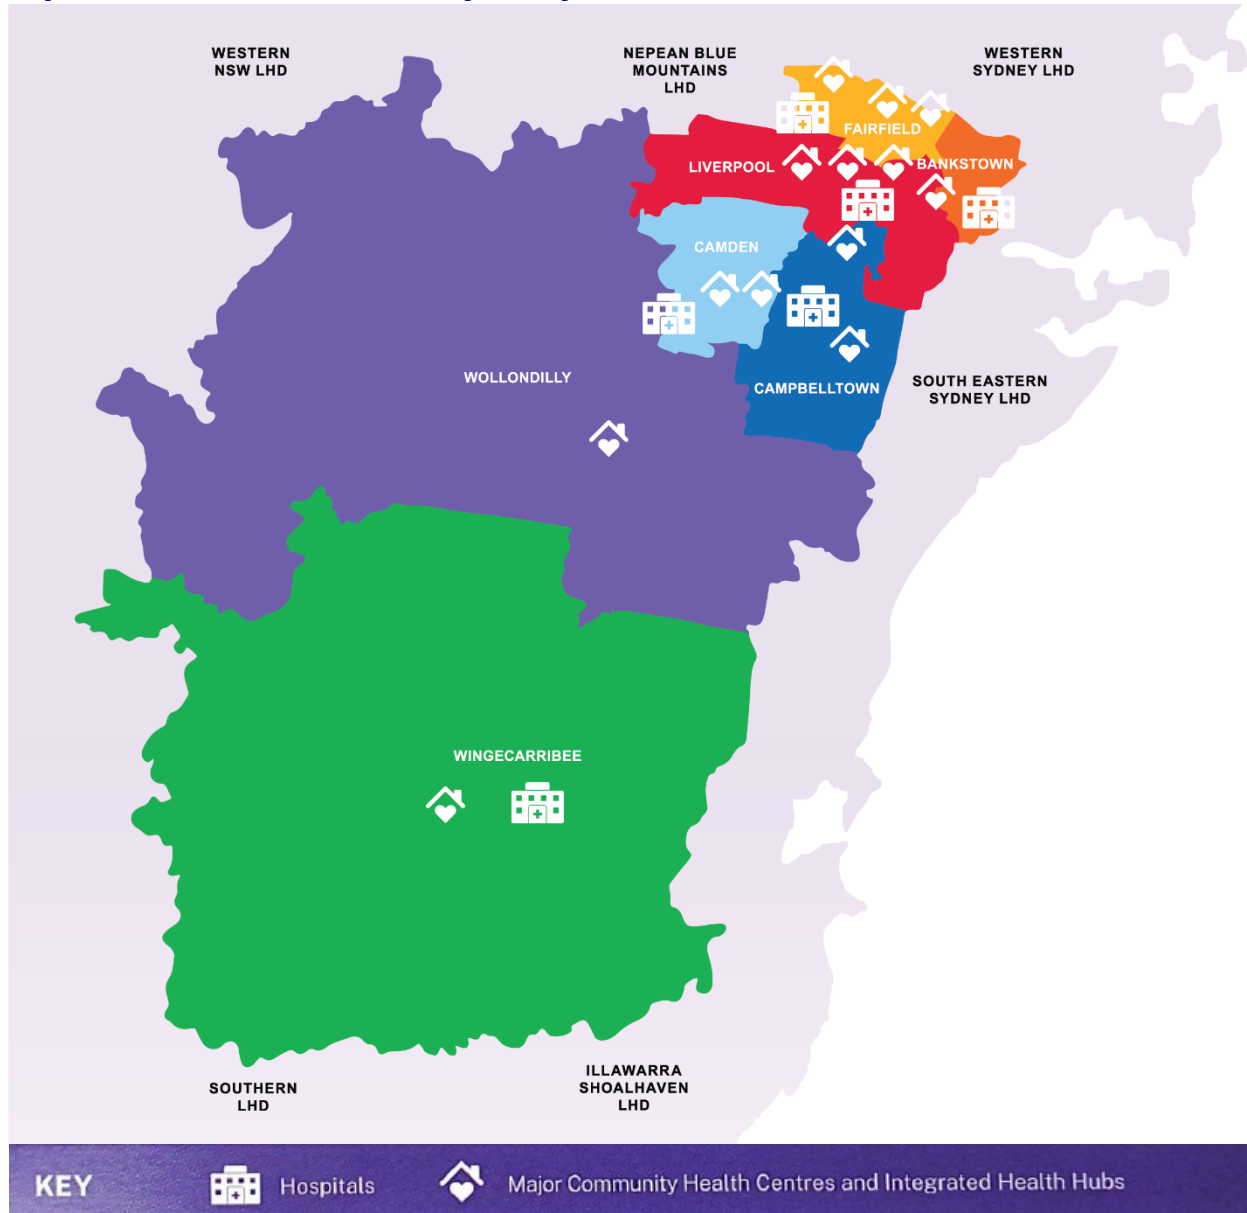 WESTERN
NSW LHD
NEPEAN BLUE
MOUNTAINS
LHD
WESTERN
SYDNEY LHD
FAIRFIELD
LIVERPOOL
BANKSTOWN
CAMDEN
WOLLONDILLY
CAMPBELLTOWN
SOUTH EASTERN
SYDNEY LHD
WINGECARRIBEE
SOUTHERN
LHD
ILLAWARRA
SHOALHAVEN
LHD
KEY
Hospitals
Major Community Health Centres and Integrated Health Hubs